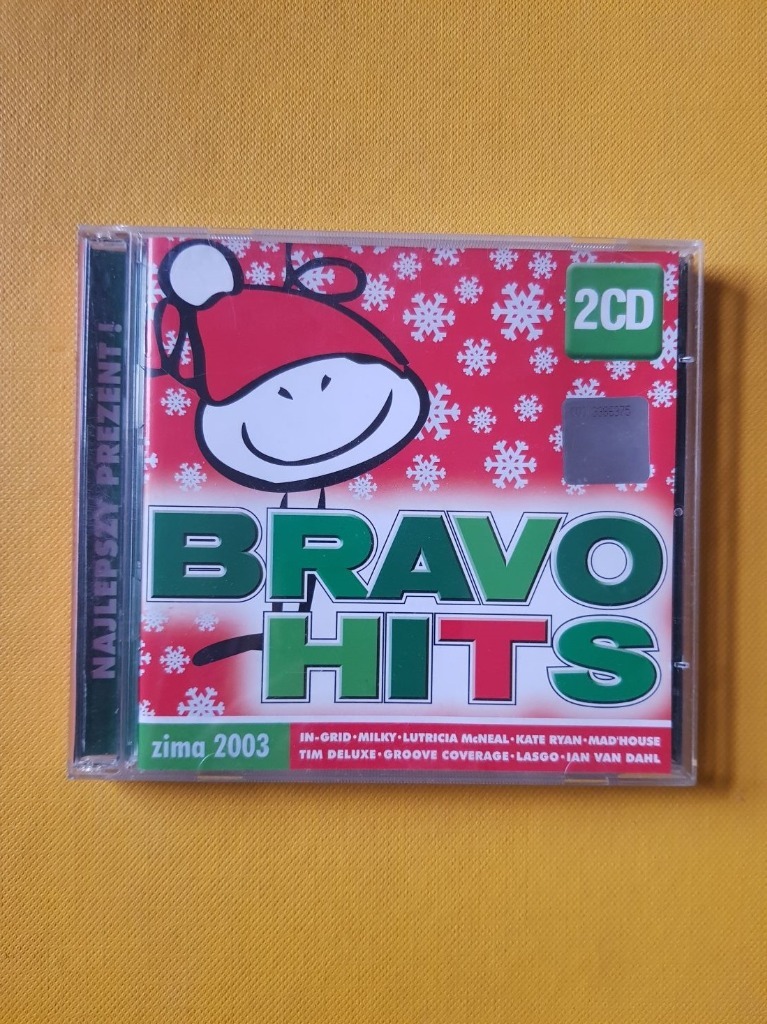 NAJLEPSZY PREZENT !
2CD
BRAVO
HITS
zima 2003
IN-GRID • MILKY • LUTRICIA McNEAL • KATE RYAN • MAD'HOUSE
TIM DELUXE • GROOVE COVERAGE • LASGO • IAN VAN DAHL